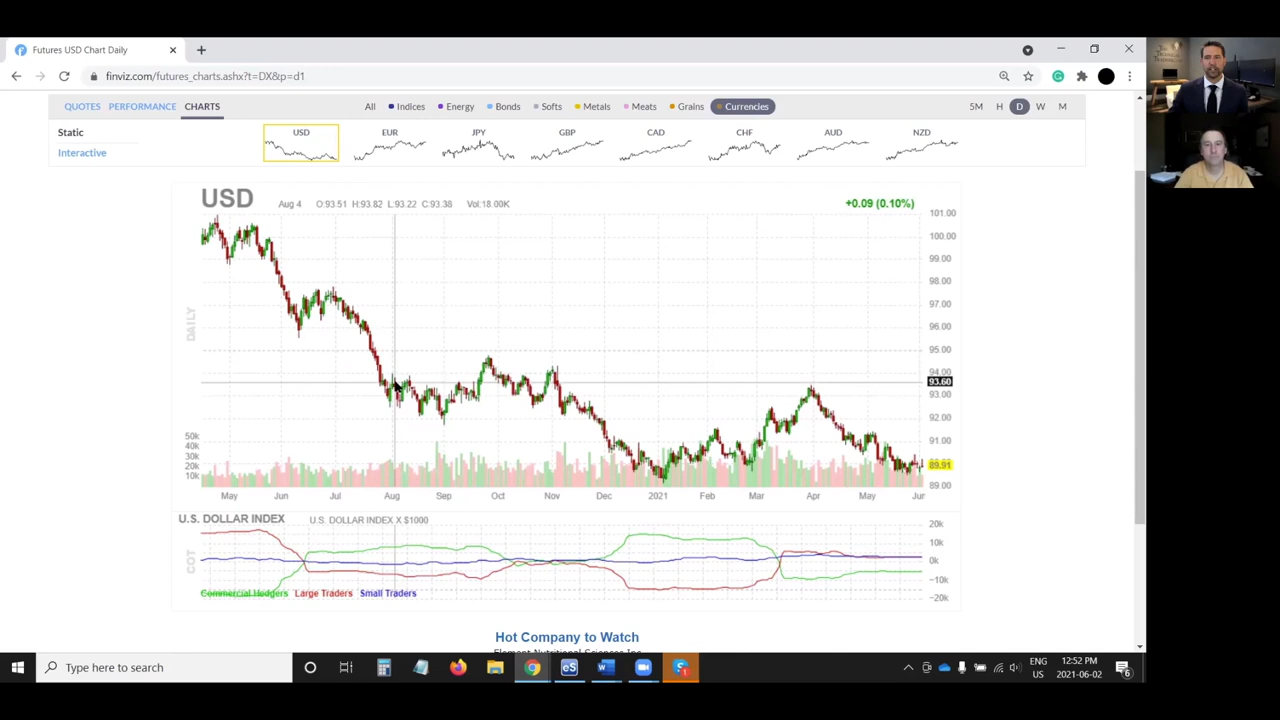 Futures USD Chart Daily
finviz.com/futures_charts.ashx?t=DX&p=d1
QUOTES PERFORMANCE CHARTS All Indices Energy Bonds Softs Metals Meats Grains Currencies 5M H D W M
Static
Interactive
USD EUR JPY GBP CAD CHF AUD NZD
USD Aug 4 O:93.51 H:93.82 L:93.22 C:93.38 Vol:18.00K +0.09 (0.10%)
101.00
100.00
99.00
98.00
97.00
96.00
95.00
94.00
93.60
93.00
92.00
91.00
89.91
89.00
DAILY
50k
40k
30k
20k
10k
May Jun Jul Aug Sep Oct Nov Dec 2021 Feb Mar Apr May Jun
U.S. DOLLAR INDEX U.S. DOLLAR INDEX X $1000
20k
10k
0k
−10k
−20k
COT
Commercial Hedgers Large Traders Small Traders
Hot Company to Watch
Element Nutritional Sciences Inc
Type here to search
ENG
US
12:52 PM
2021-06-02
6